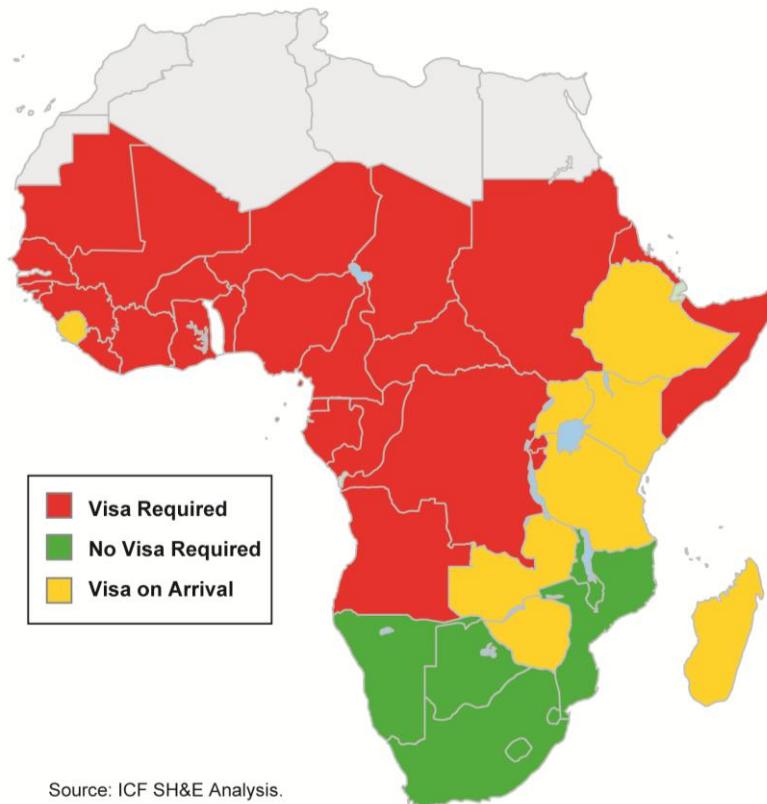 Visa Required
No Visa Required
Visa on Arrival
Source: ICF SH&E Analysis.